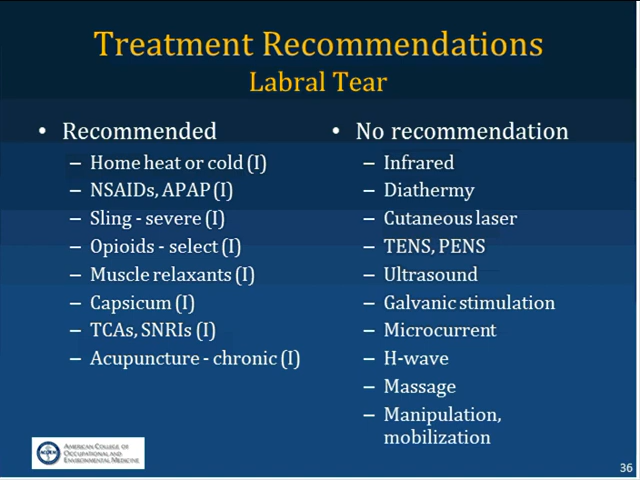 Treatment Recommendations
Labral Tear
• Recommended
– Home heat or cold (I)
– NSAIDs, APAP (I)
– Sling - severe (I)
– Opioids - select (I)
– Muscle relaxants (I)
– Capsicum (I)
– TCAs, SNRIs (I)
– Acupuncture - chronic (I)
• No recommendation
– Infrared
– Diathermy
– Cutaneous laser
– TENS, PENS
– Ultrasound
– Galvanic stimulation
– Microcurrent
– H-wave
– Massage
– Manipulation,
mobilization
AMERICAN COLLEGE OF
OCCUPATIONAL AND
ENVIRONMENTAL MEDICINE
36